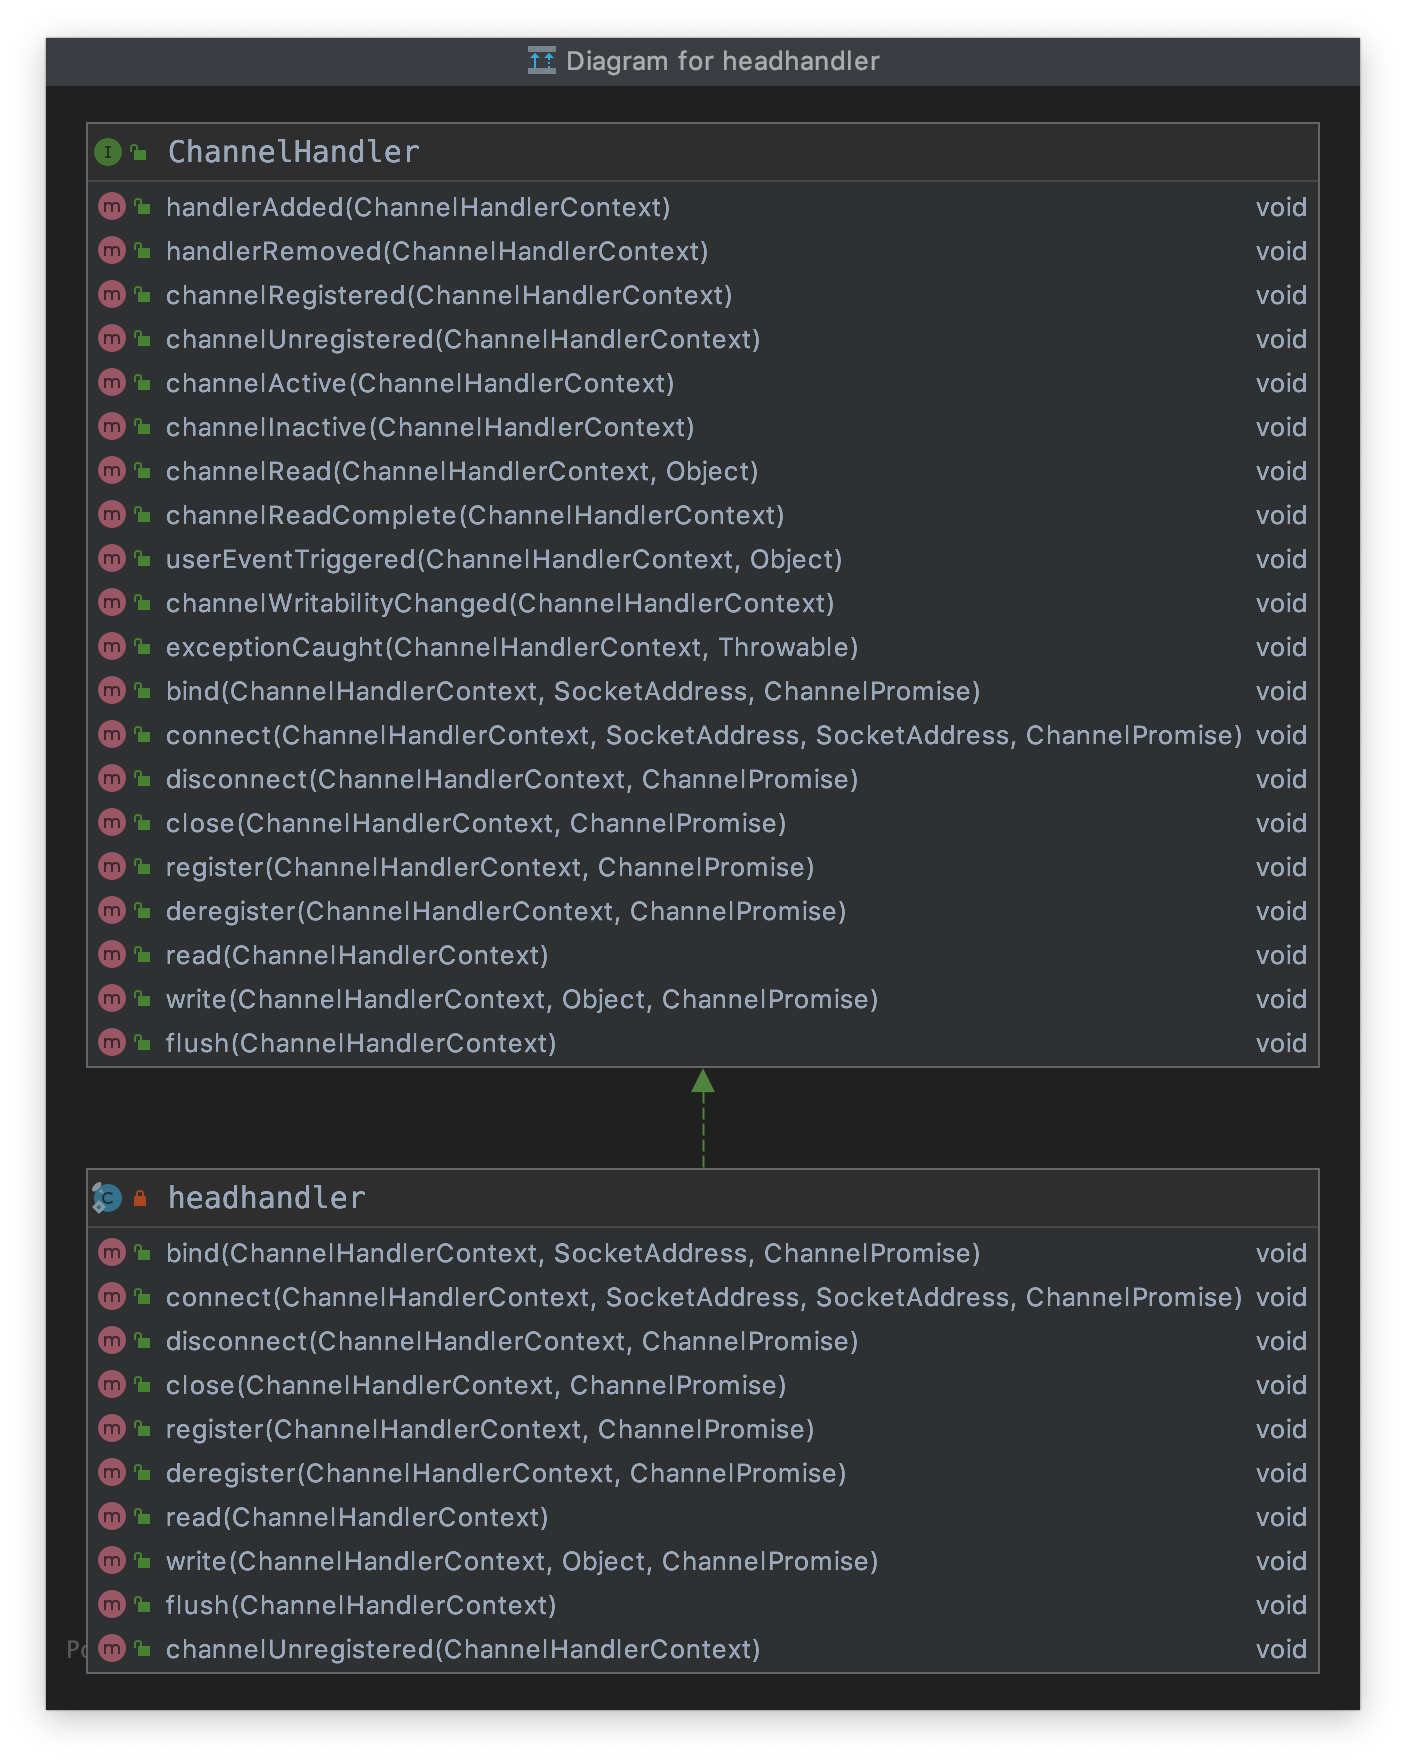 Diagram for headhandler
I ChannelHandler
m handlerAdded(ChannelHandlerContext) void
m handlerRemoved(ChannelHandlerContext) void
m channelRegistered(ChannelHandlerContext) void
m channelUnregistered(ChannelHandlerContext) void
m channelActive(ChannelHandlerContext) void
m channelInactive(ChannelHandlerContext) void
m channelRead(ChannelHandlerContext, Object) void
m channelReadComplete(ChannelHandlerContext) void
m userEventTriggered(ChannelHandlerContext, Object) void
m channelWritabilityChanged(ChannelHandlerContext) void
m exceptionCaught(ChannelHandlerContext, Throwable) void
m bind(ChannelHandlerContext, SocketAddress, ChannelPromise) void
m connect(ChannelHandlerContext, SocketAddress, SocketAddress, ChannelPromise) void
m disconnect(ChannelHandlerContext, ChannelPromise) void
m close(ChannelHandlerContext, ChannelPromise) void
m register(ChannelHandlerContext, ChannelPromise) void
m deregister(ChannelHandlerContext, ChannelPromise) void
m read(ChannelHandlerContext) void
m write(ChannelHandlerContext, Object, ChannelPromise) void
m flush(ChannelHandlerContext) void
C headhandler
m bind(ChannelHandlerContext, SocketAddress, ChannelPromise) void
m connect(ChannelHandlerContext, SocketAddress, SocketAddress, ChannelPromise) void
m disconnect(ChannelHandlerContext, ChannelPromise) void
m close(ChannelHandlerContext, ChannelPromise) void
m register(ChannelHandlerContext, ChannelPromise) void
m deregister(ChannelHandlerContext, ChannelPromise) void
m read(ChannelHandlerContext) void
m write(ChannelHandlerContext, Object, ChannelPromise) void
m flush(ChannelHandlerContext) void
m channelUnregistered(ChannelHandlerContext) void